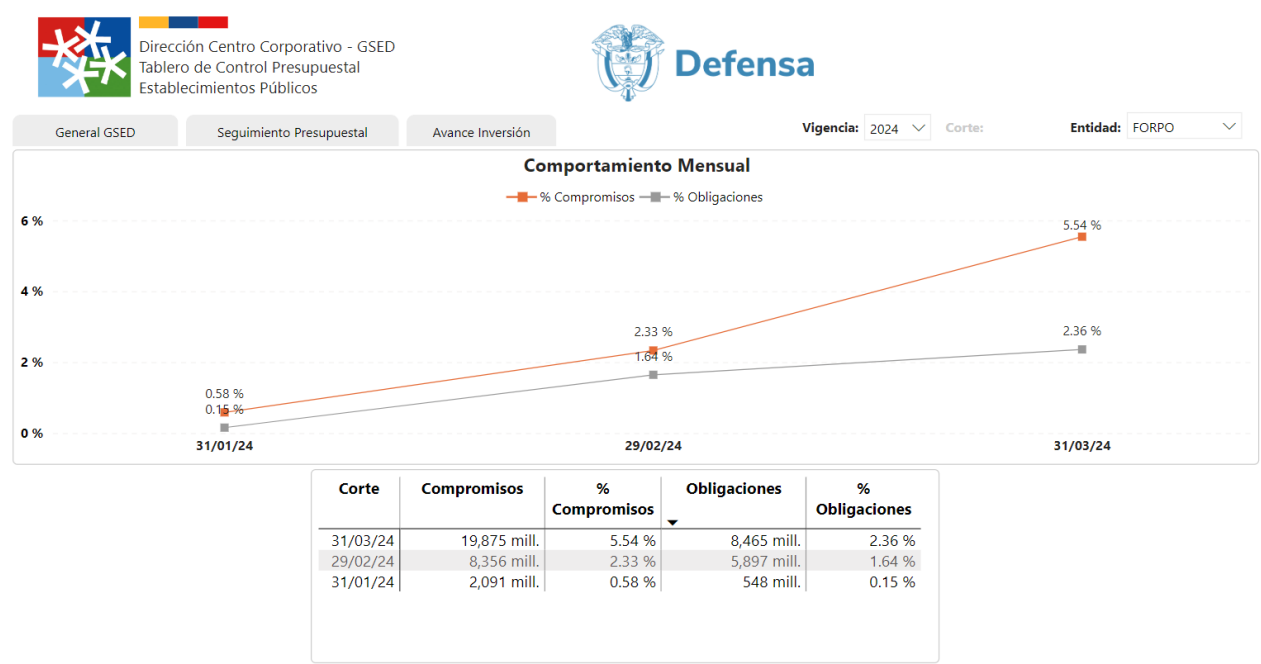 Dirección Centro Corporativo - GSED
Tablero de Control Presupuestal
Establecimientos Públicos
Defensa
General GSED
Seguimiento Presupuestal
Avance Inversión
Vigencia: 2024
Corte:
Entidad: FORPO
Comportamiento Mensual
% Compromisos % Obligaciones
6 %
5.54 %
4 %
2.33 %
2.36 %
1.64 %
2 %
0.58 %
0.15 %
0 %
31/01/24 29/02/24 31/03/24
Corte Compromisos % Compromisos Obligaciones % Obligaciones
31/03/24 19,875 mill. 5.54 % 8,465 mill. 2.36 %
29/02/24 8,356 mill. 2.33 % 5,897 mill. 1.64 %
31/01/24 2,091 mill. 0.58 % 548 mill. 0.15 %